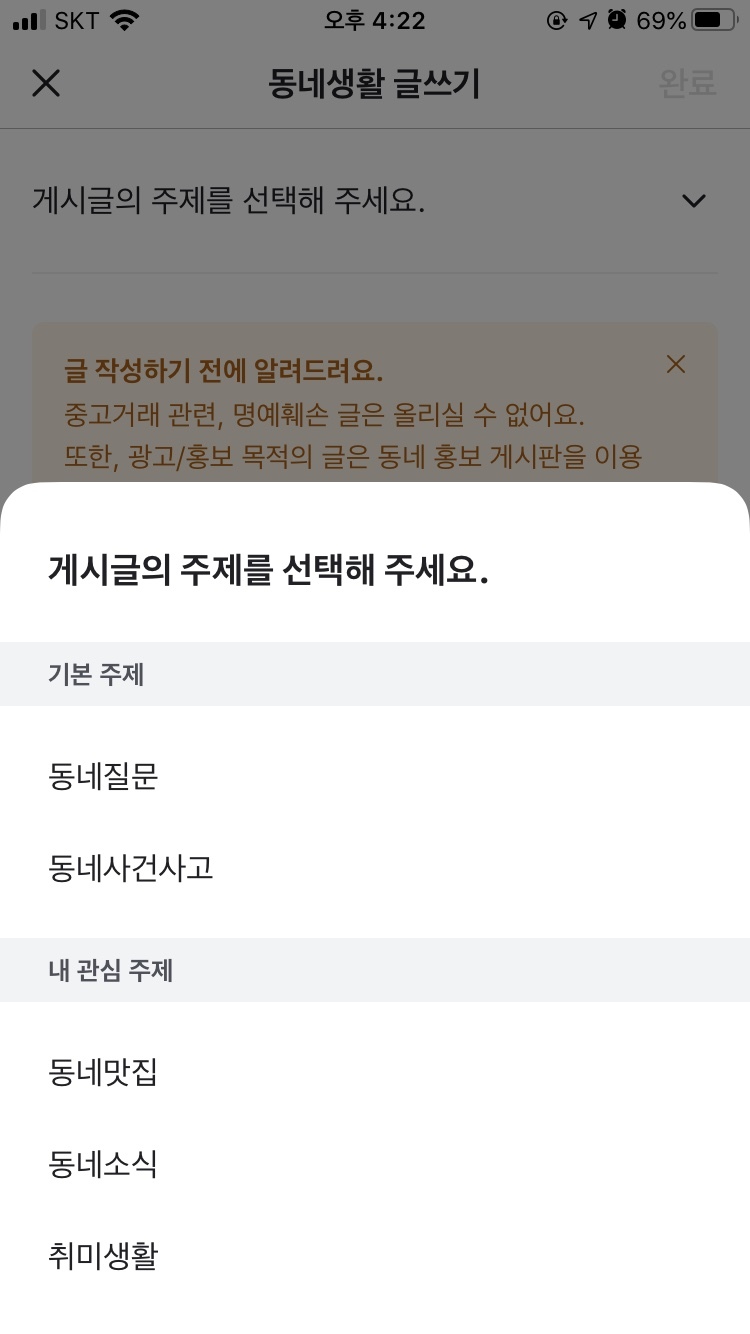 SKT 오후 4:22 69%
동네생활 글쓰기 완료
게시글의 주제를 선택해 주세요.
글 작성하기 전에 알려드려요.
중고거래 관련, 명예훼손 글은 올리실 수 없어요.
또한, 광고/홍보 목적의 글은 동네 홍보 게시판을 이용
게시글의 주제를 선택해 주세요.
기본 주제
동네질문
동네사건사고
내 관심 주제
동네맛집
동네소식
취미생활